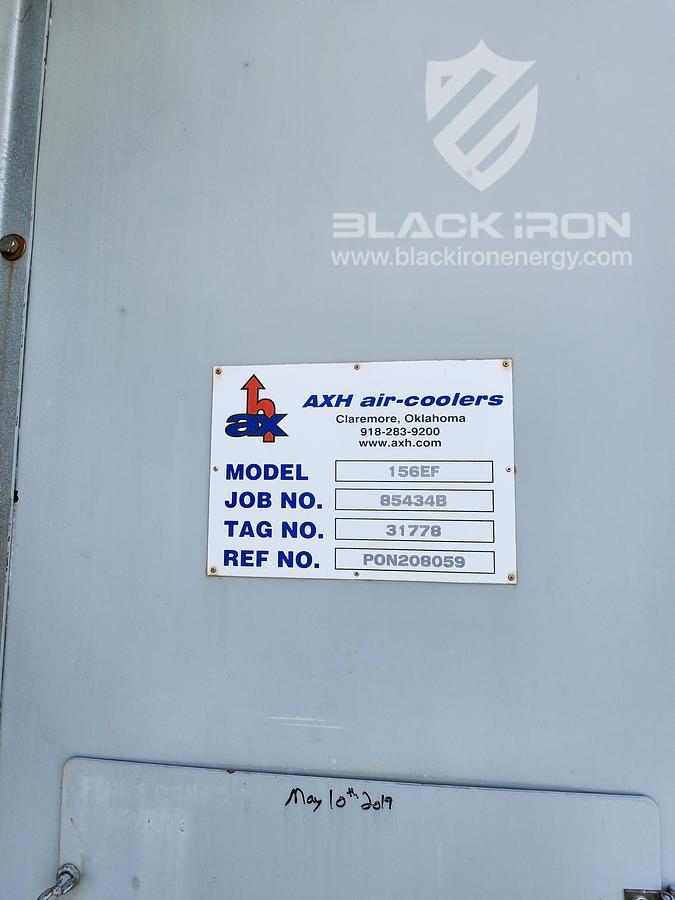 BLACK iRON
www.blackironenergy.com
ahx
AXH air-coolers
Claremore, Oklahoma
918-283-9200
www.axh.com
MODEL 156EF
JOB NO. 85434B
TAG NO. 31778
REF NO. PON208059
May 10th 2019